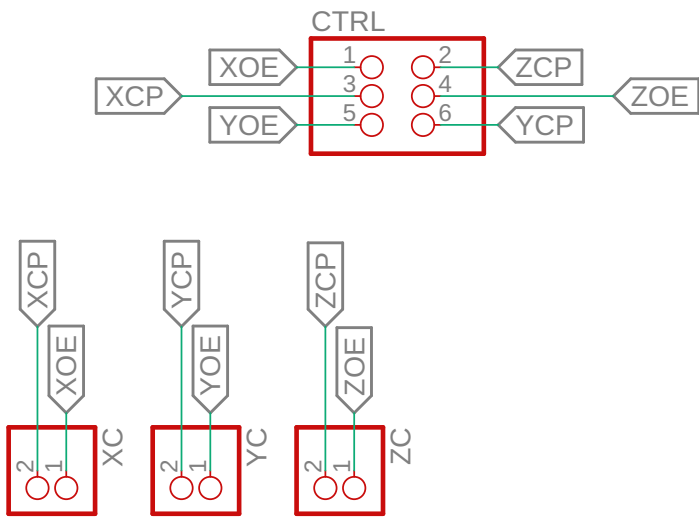 CTRL
XOE 1 2 ZCP
XCP 3 4 ZOE
YOE 5 6 YCP
XCP YCP ZCP
XOE YOE ZOE
2 1 XC 2 1 YC 2 1 ZC